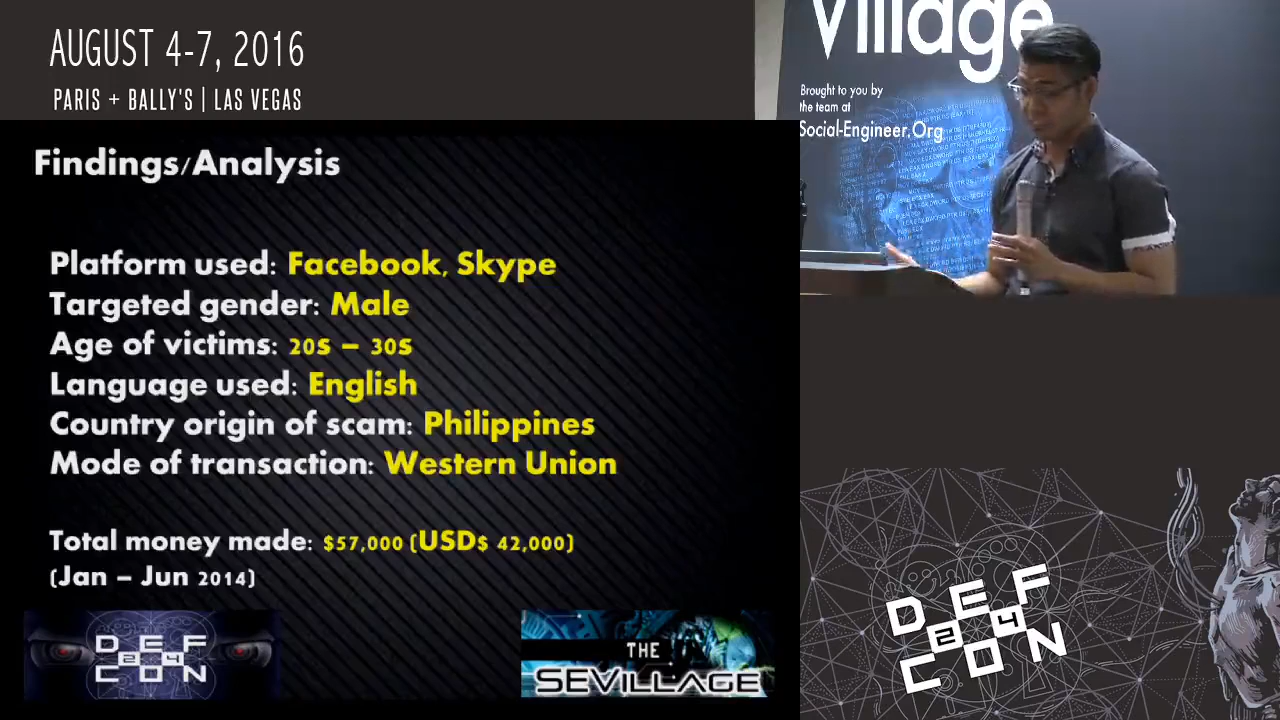 AUGUST 4-7, 2016
PARIS + BALLY'S | LAS VEGAS
Village
Brought to you by
the team at
Social-Engineer.Org
Findings/Analysis
Platform used: Facebook, Skype
Targeted gender: Male
Age of victims: 20s – 30s
Language used: English
Country origin of scam: Philippines
Mode of transaction: Western Union
Total money made: $57,000 (USD$ 42,000)
(Jan – Jun 2014)
DEF
24
CON
THE
SEVILLAGE
DEF
24
CON